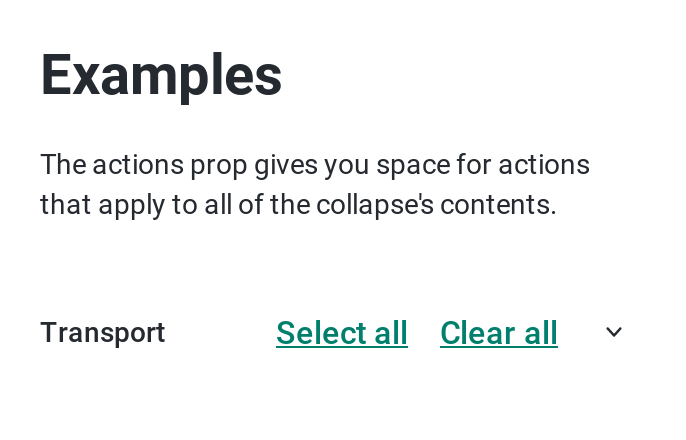 Examples
The actions prop gives you space for actions
that apply to all of the collapse's contents.
Transport Select all Clear all